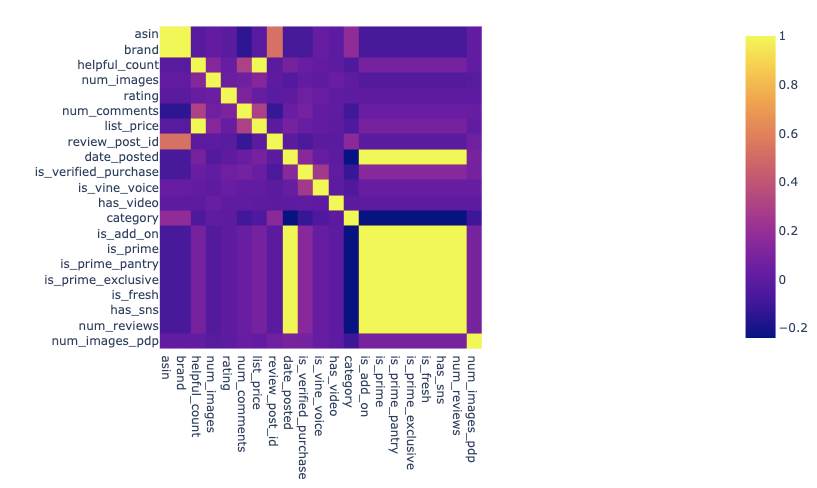 asin
brand
helpful_count
num_images
rating
num_comments
list_price
review_post_id
date_posted
is_verified_purchase
is_vine_voice
has_video
category
is_add_on
is_prime
is_prime_pantry
is_prime_exclusive
is_fresh
has_sns
num_reviews
num_images_pdp
asin
brand
helpful_count
num_images
rating
num_comments
list_price
review_post_id
date_posted
is_verified_purchase
is_vine_voice
has_video
category
is_add_on
is_prime
is_prime_pantry
is_prime_exclusive
is_fresh
has_sns
num_reviews
num_images_pdp
1
0.8
0.6
0.4
0.2
0
−0.2